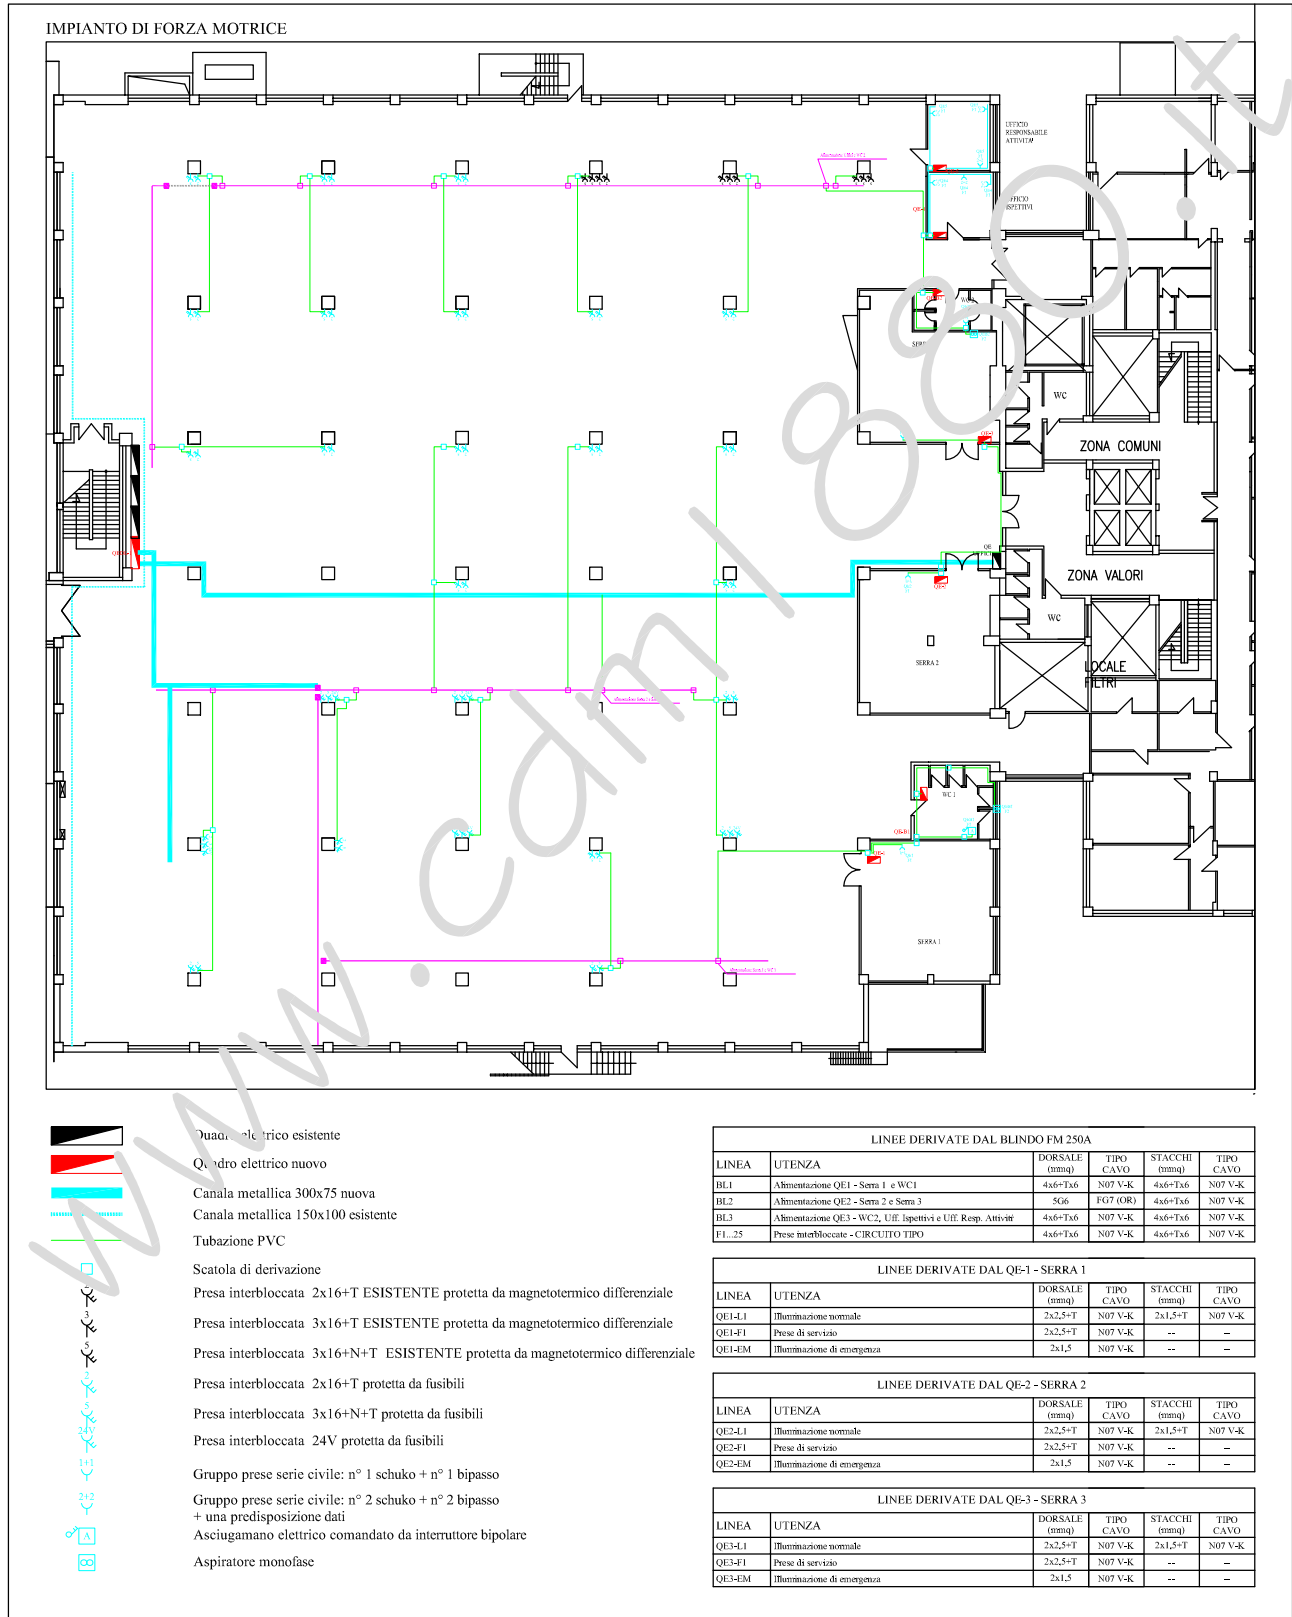 IMPIANTO DI FORZA MOTRICE
UFFICIO
RESPONSABILE
ATTIVITA'
UFFICIO
ISPETTIVI
WC
ZONA COMUNI
QE
ZONA VALORI
WC
SERRA 2
LOCALE
FILTRI
WC 1
QE-B1
SERRA 1
www.cdm1880.it
Quadro elettrico esistente
Quadro elettrico nuovo
Canala metallica 300x75 nuova
Canala metallica 150x100 esistente
Tubazione PVC
Scatola di derivazione
2
Presa interbloccata 2x16+T ESISTENTE protetta da magnetotermico differenziale
3
Presa interbloccata 3x16+T ESISTENTE protetta da magnetotermico differenziale
5
Presa interbloccata 3x16+N+T ESISTENTE protetta da magnetotermico differenziale
2
Presa interbloccata 2x16+T protetta da fusibili
5
Presa interbloccata 3x16+N+T protetta da fusibili
24V
Presa interbloccata 24V protetta da fusibili
1+1
Gruppo prese serie civile: n° 1 schuko + n° 1 bipasso
2+2
Gruppo prese serie civile: n° 2 schuko + n° 2 bipasso
+ una predisposizione dati
A
Asciugamano elettrico comandato da interruttore bipolare
Aspiratore monofase
LINEE DERIVATE DAL BLINDO FM 250A
LINEA UTENZA DORSALE (mmq) TIPO CAVO STACCHI (mmq) TIPO CAVO
BL1 Alimentazione QE1 - Serra 1 e WC1 4x6+Tx6 N07 V-K 4x6+Tx6 N07 V-K
BL2 Alimentazione QE2 - Serra 2 e Serra 3 5G6 FG7 (OR) 4x6+Tx6 N07 V-K
BL3 Alimentazione QE3 - WC2, Uff. Ispettivi e Uff. Resp. Attivitr 4x6+Tx6 N07 V-K 4x6+Tx6 N07 V-K
F1...25 Prese interbloccate - CIRCUITO TIPO 4x6+Tx6 N07 V-K 4x6+Tx6 N07 V-K
LINEE DERIVATE DAL QE-1 - SERRA 1
LINEA UTENZA DORSALE (mmq) TIPO CAVO STACCHI (mmq) TIPO CAVO
QE1-L1 Illuminazione normale 2x2,5+T N07 V-K 2x1,5+T N07 V-K
QE1-F1 Prese di servizio 2x2,5+T N07 V-K -- --
QE1-EM Illuminazione di emergenza 2x1,5 N07 V-K -- --
LINEE DERIVATE DAL QE-2 - SERRA 2
LINEA UTENZA DORSALE (mmq) TIPO CAVO STACCHI (mmq) TIPO CAVO
QE2-L1 Illuminazione normale 2x2,5+T N07 V-K 2x1,5+T N07 V-K
QE2-F1 Prese di servizio 2x2,5+T N07 V-K -- --
QE2-EM Illuminazione di emergenza 2x1,5 N07 V-K -- --
LINEE DERIVATE DAL QE-3 - SERRA 3
LINEA UTENZA DORSALE (mmq) TIPO CAVO STACCHI (mmq) TIPO CAVO
QE3-L1 Illuminazione normale 2x2,5+T N07 V-K 2x1,5+T N07 V-K
QE3-F1 Prese di servizio 2x2,5+T N07 V-K -- --
QE3-EM Illuminazione di emergenza 2x1,5 N07 V-K -- --